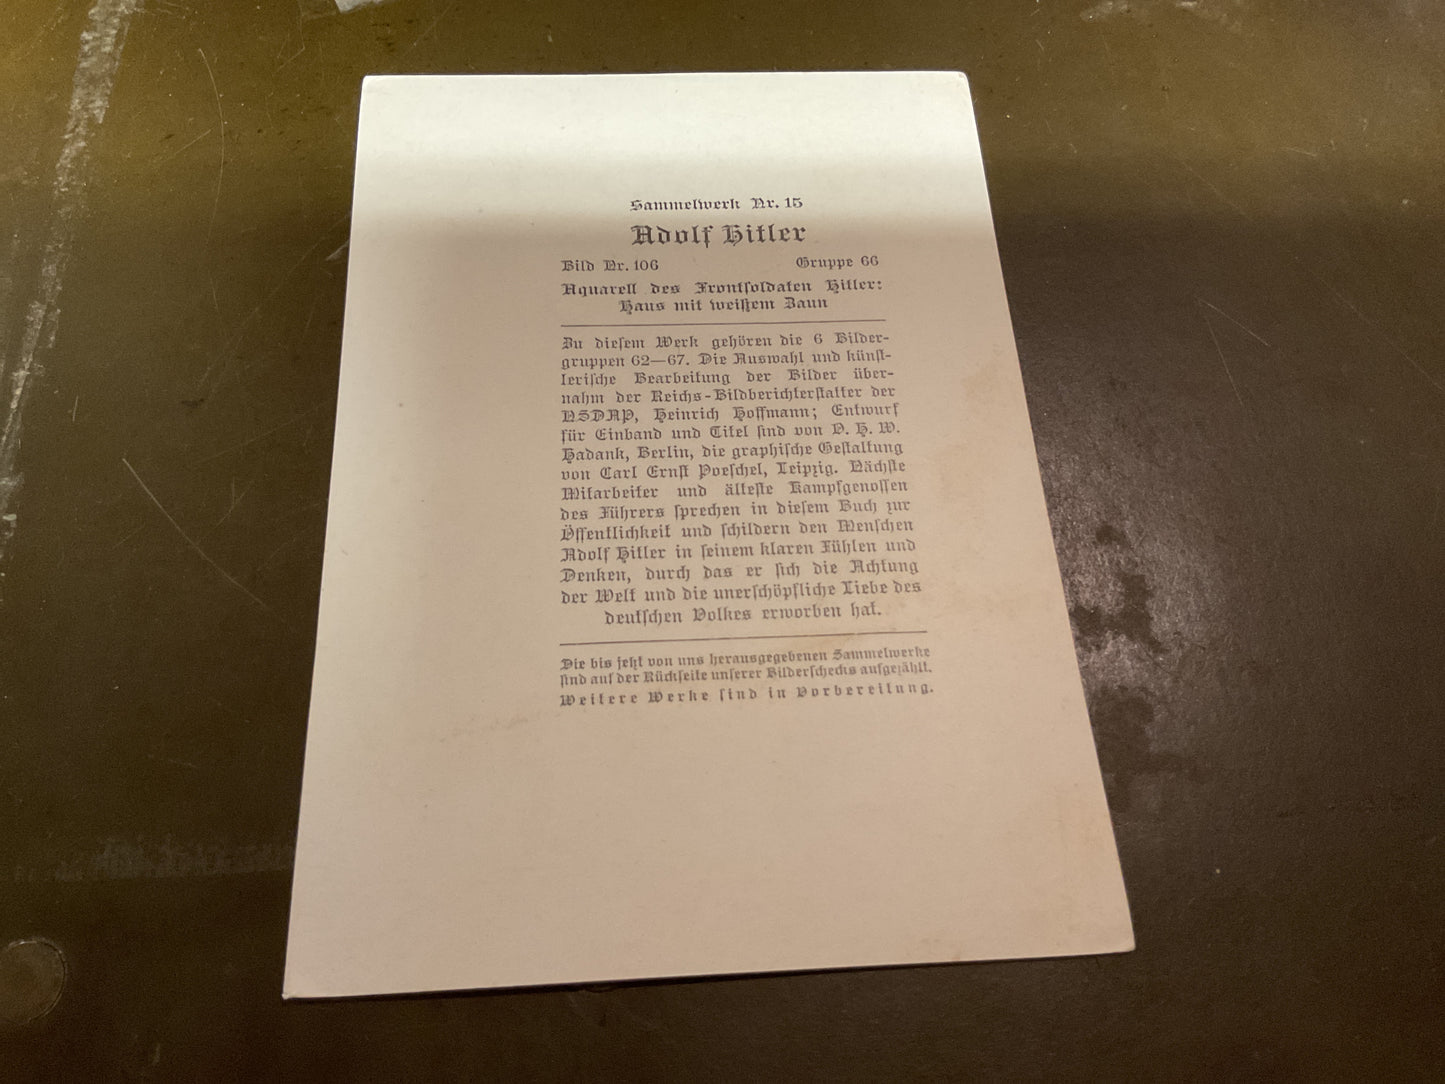 Sammelwerk Nr. 15
Adolf Hitler
Bild Nr. 106 Gruppe 66
Aquarell des Frontsoldaten Hitler:
Haus mit weißem Zaun
Zu diesem Werk gehören die 6 Bilder-
gruppen 62—67. Die Auswahl und künst-
lerische Bearbeitung der Bilder über-
nahm der Reichs-Bildberichterstatter der
NSDAP, Heinrich Hoffmann; Entwurf
für Einband und Titel sind von O. H. W.
Hadank, Berlin, die graphische Gestaltung
von Carl Ernst Poeschel, Leipzig. Nächste
Mitarbeiter und älteste Kampfgenossen
des Führers sprechen in diesem Buch zur
Öffentlichkeit und schildern den Menschen
Adolf Hitler in seinem klaren Fühlen und
Denken, durch das er sich die Achtung
der Welt und die unerschöpfliche Liebe des
deutschen Volkes erworben hat.
Die bis jetzt von uns herausgegebenen Sammelwerke
sind auf der Rückseite unserer Bilderschecks aufgezählt.
Weitere Werke sind in Vorbereitung.